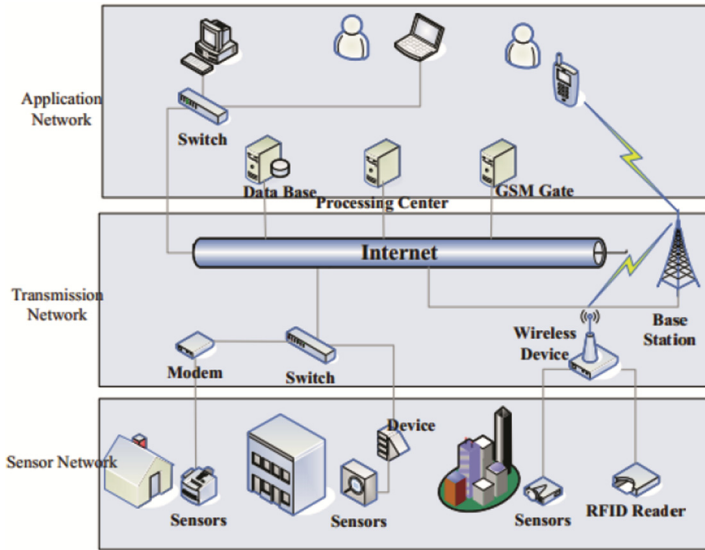 Application
Network
Switch
Data Base
Processing Center
GSM Gate
Internet
Transmission
Network
Wireless
Device
Base
Station
Modem
Switch
Device
Sensor Network
Sensors
Sensors
Sensors
RFID Reader